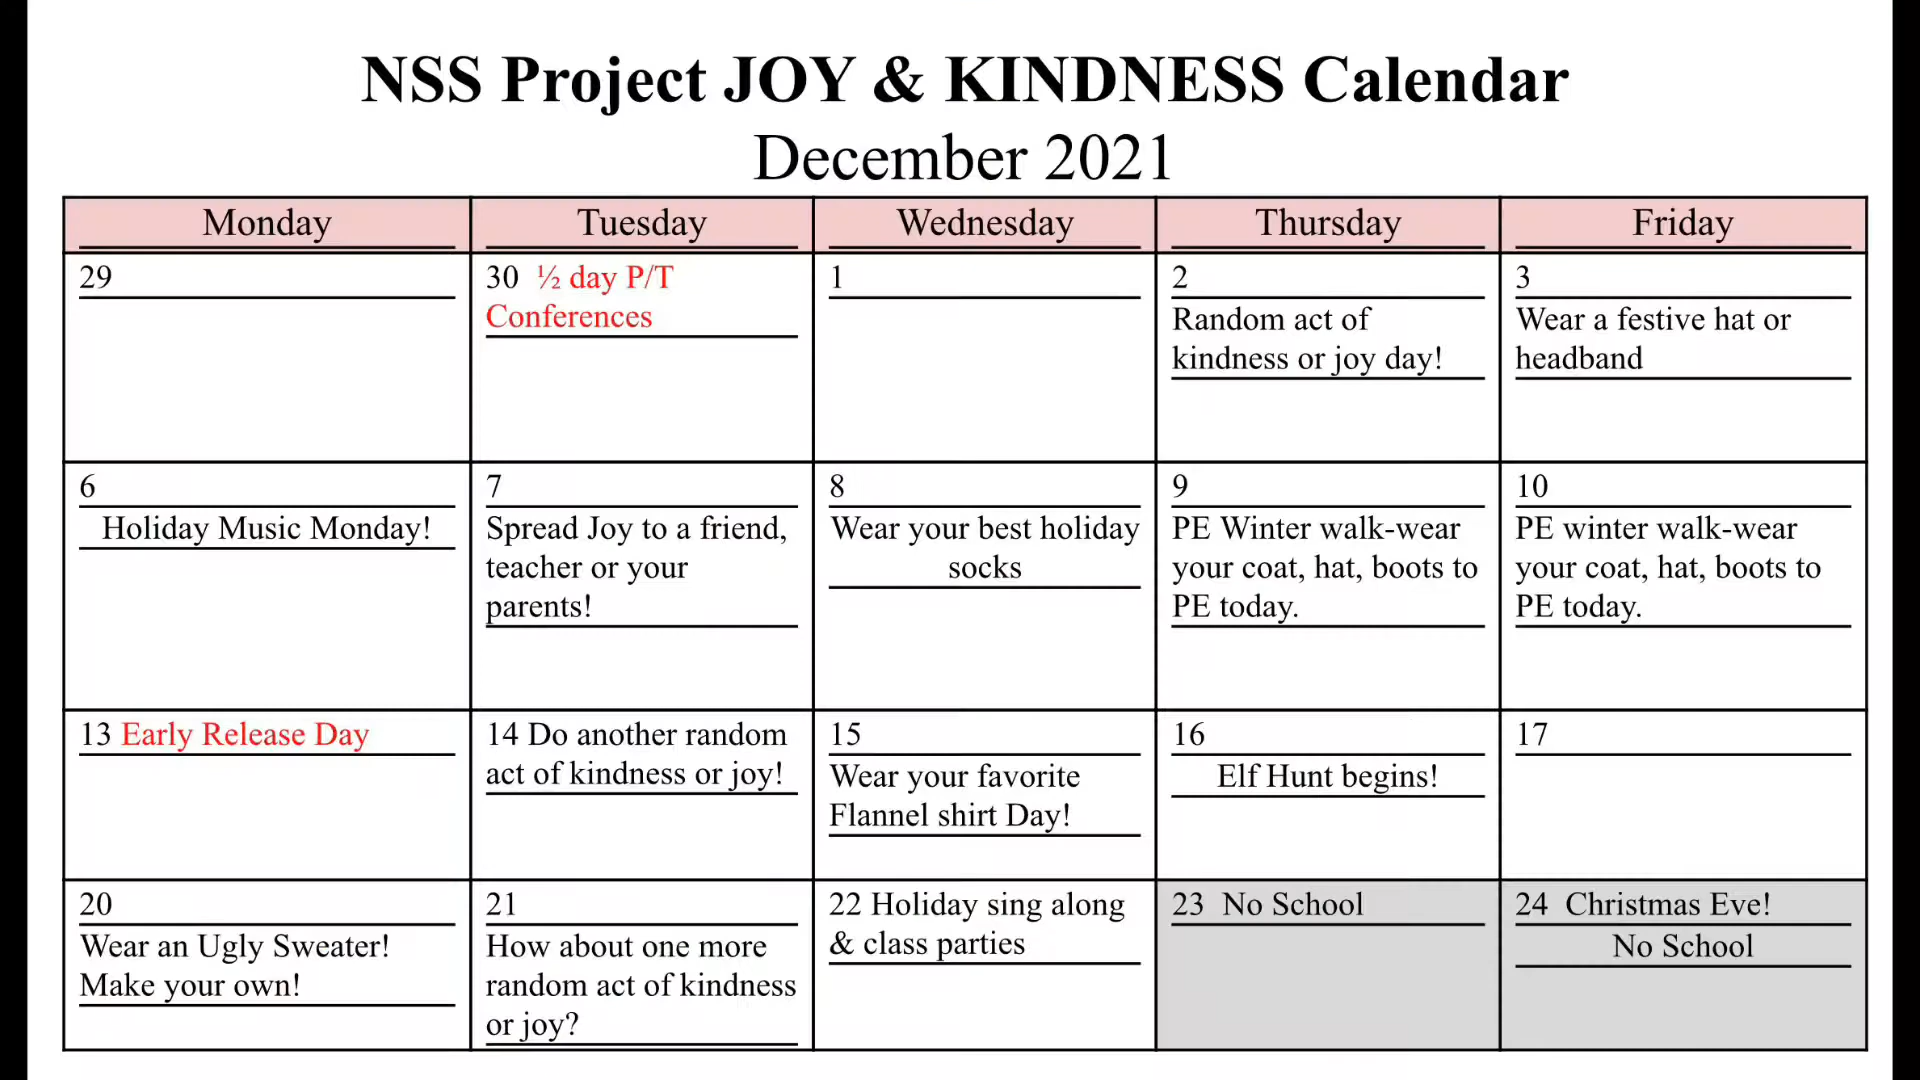 NSS Project JOY & KINDNESS Calendar
December 2021
Monday
Tuesday
Wednesday
Thursday
Friday
29
30 ½ day P/T
Conferences
1
2
Random act of
kindness or joy day!
3
Wear a festive hat or
headband
6
Holiday Music Monday!
7
Spread Joy to a friend,
teacher or your
parents!
8
Wear your best holiday
socks
9
PE Winter walk-wear
your coat, hat, boots to
PE today.
10
PE winter walk-wear
your coat, hat, boots to
PE today.
13 Early Release Day
14 Do another random
act of kindness or joy!
15
Wear your favorite
Flannel shirt Day!
16
Elf Hunt begins!
17
20
Wear an Ugly Sweater!
Make your own!
21
How about one more
random act of kindness
or joy?
22 Holiday sing along
& class parties
23 No School
24 Christmas Eve!
No School